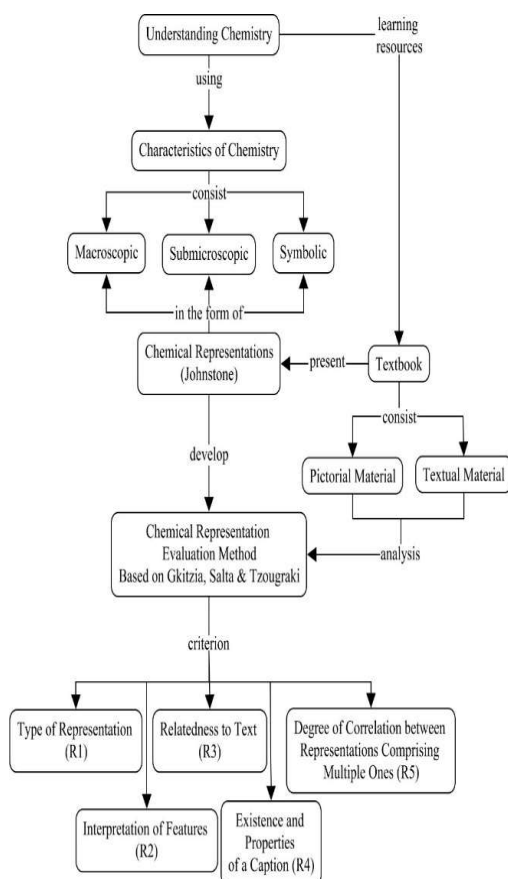 Understanding Chemistry
learning
resources
using
Characteristics of Chemistry
consist
Macroscopic
Submicroscopic
Symbolic
in the form of
Chemical Representations
(Johnstone)
present
Textbook
consist
develop
Pictorial Material
Textual Material
Chemical Representation
Evaluation Method
Based on Gkitzia, Salta & Tzougraki
analysis
criterion
Type of Representation
(R1)
Relatedness to Text
(R3)
Degree of Correlation between
Representations Comprising
Multiple Ones (R5)
Interpretation of Features
(R2)
Existence and
Properties
of a Caption (R4)